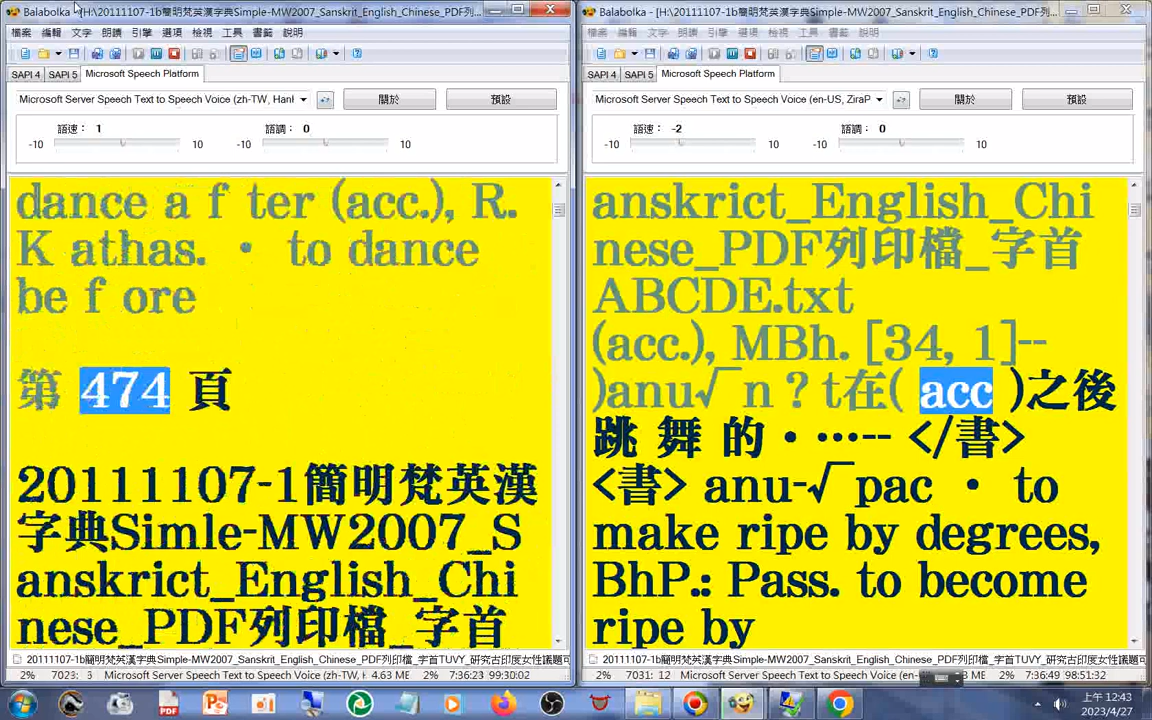 Balabolka - [H:\20111107-1b簡明梵英漢字典Simple-MW2007_Sanskrit_English_Chinese_PDF列...
檔案 編輯 文字 朗讀 引擎 選項 檢視 工具 書籤 說明
SAPI 4 SAPI 5 Microsoft Speech Platform
Microsoft Server Speech Text to Speech Voice (zh-TW, Hanl
關於 預設
語速： 1 語調： 0
-10 10 -10 10
dance a f ter (acc.), R.
K athas. • to dance
be f ore
第 474 頁
20111107-1簡明梵英漢
字典Simle-MW2007_S
anskrict_English_Chi
nese_PDF列印檔_字首
20111107-1b簡明梵英漢字典Simple-MW2007_Sanskrit_English_Chinese_PDF列印檔_字首TUVY_研究古印度女性議題可
2% 7023: 6 Microsoft Server Speech Text to Speech Voice (zh-TW, H 4.63 ME 2% 7:36:23 99:30:02
Balabolka - [H:\20111107-1b簡明梵英漢字典Simple-MW2007_Sanskrit_English_Chinese_PDF列...
檔案 編輯 文字 朗讀 引擎 選項 檢視 工具 書籤 說明
SAPI 4 SAPI 5 Microsoft Speech Platform
Microsoft Server Speech Text to Speech Voice (en-US, ZiraP
關於 預設
語速： -2 語調： 0
-10 10 -10 10
anskrict_English_Chi
nese_PDF列印檔_字首
ABCDE.txt
(acc.), MBh. [34, 1]--
)anu√ n ? t在( acc )之後
跳 舞 的 • …-- </書>
<書> anu-√ pac • to
make ripe by degrees,
BhP.: Pass. to become
ripe by
20111107-1b簡明梵英漢字典Simple-MW2007_Sanskrit_English_Chinese_PDF列印檔_字首TUVY_研究古印度女性議題可
2% 7031: 12 Microsoft Server Speech Text to Speech Voice (en-US, Z ME 2% 7:36:49 98:51:32
上午 12:43
2023/4/27